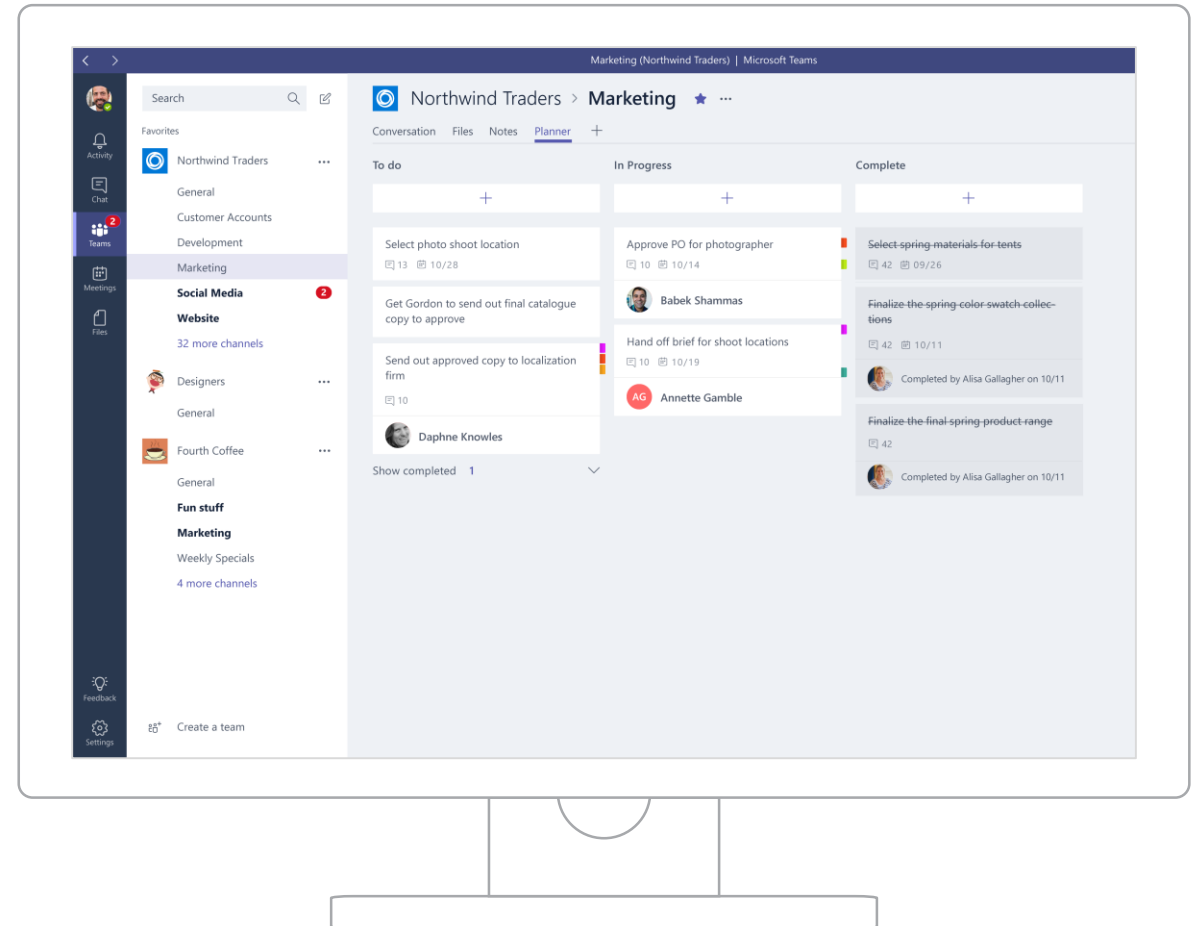 Marketing (Northwind Traders) | Microsoft Teams
Activity
Chat
2
Teams
Meetings
Files
Feedback
Settings
Search
Favorites
Northwind Traders
General
Customer Accounts
Development
Marketing
Social Media 2
Website
32 more channels
Designers
General
Fourth Coffee
General
Fun stuff
Marketing
Weekly Specials
4 more channels
Create a team
Northwind Traders > Marketing
Conversation Files Notes Planner
To do
Select photo shoot location
13 10/28
Get Gordon to send out final catalogue
copy to approve
Send out approved copy to localization
firm
10
Daphne Knowles
Show completed 1
In Progress
Approve PO for photographer
10 10/14
Babek Shammas
Hand off brief for shoot locations
10 10/19
AG Annette Gamble
Complete
Select spring materials for tents
42 09/26
Finalize the spring color swatch collec-
tions
42 10/11
Completed by Alisa Gallagher on 10/11
Finalize the final spring product range
42
Completed by Alisa Gallagher on 10/11